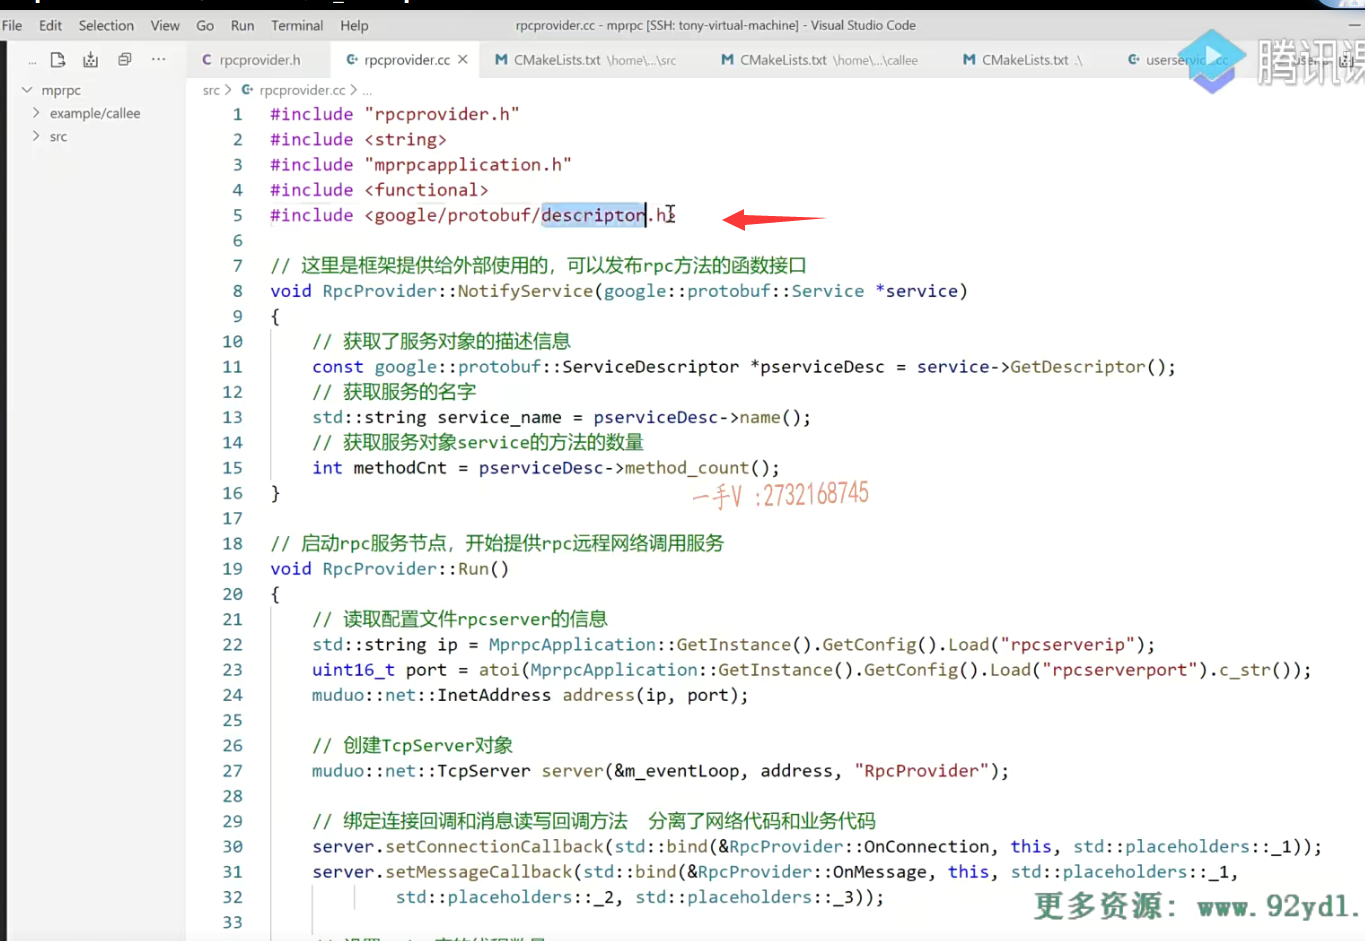 File Edit Selection View Go Run Terminal Help rpcprovider.cc - mprpc [SSH: tony-virtual-machine] - Visual Studio Code
... ··· C rpcprovider.h rpcprovider.cc × M CMakeLists.txt \home\...\src M CMakeLists.txt \home\...\callee M CMakeLists.txt .\
腾讯课
mprpc
example/callee
src
src > rpcprovider.cc > ...
1 #include "rpcprovider.h"
2 #include <string>
3 #include "mprpcapplication.h"
4 #include <functional>
5 #include <google/protobuf/descriptor.h>
6
7 // 这里是框架提供给外部使用的，可以发布rpc方法的函数接口
8 void RpcProvider::NotifyService(google::protobuf::Service *service)
9 {
10 // 获取了服务对象的描述信息
11 const google::protobuf::ServiceDescriptor *pserviceDesc = service->GetDescriptor();
12 // 获取服务的名字
13 std::string service_name = pserviceDesc->name();
14 // 获取服务对象service的方法的数量
15 int methodCnt = pserviceDesc->method_count();
16 }
一手V :2732168745
17
18 // 启动rpc服务节点，开始提供rpc远程网络调用服务
19 void RpcProvider::Run()
20 {
21 // 读取配置文件rpcserver的信息
22 std::string ip = MprpcApplication::GetInstance().GetConfig().Load("rpcserverip");
23 uint16_t port = atoi(MprpcApplication::GetInstance().GetConfig().Load("rpcserverport").c_str());
24 muduo::net::InetAddress address(ip, port);
25
26 // 创建TcpServer对象
27 muduo::net::TcpServer server(&m_eventLoop, address, "RpcProvider");
28
29 // 绑定连接回调和消息读写回调方法 分离了网络代码和业务代码
30 server.setConnectionCallback(std::bind(&RpcProvider::OnConnection, this, std::placeholders::_1));
31 server.setMessageCallback(std::bind(&RpcProvider::OnMessage, this, std::placeholders::_1,
32 std::placeholders::_2, std::placeholders::_3));
33
更多资源: www.92yd1.